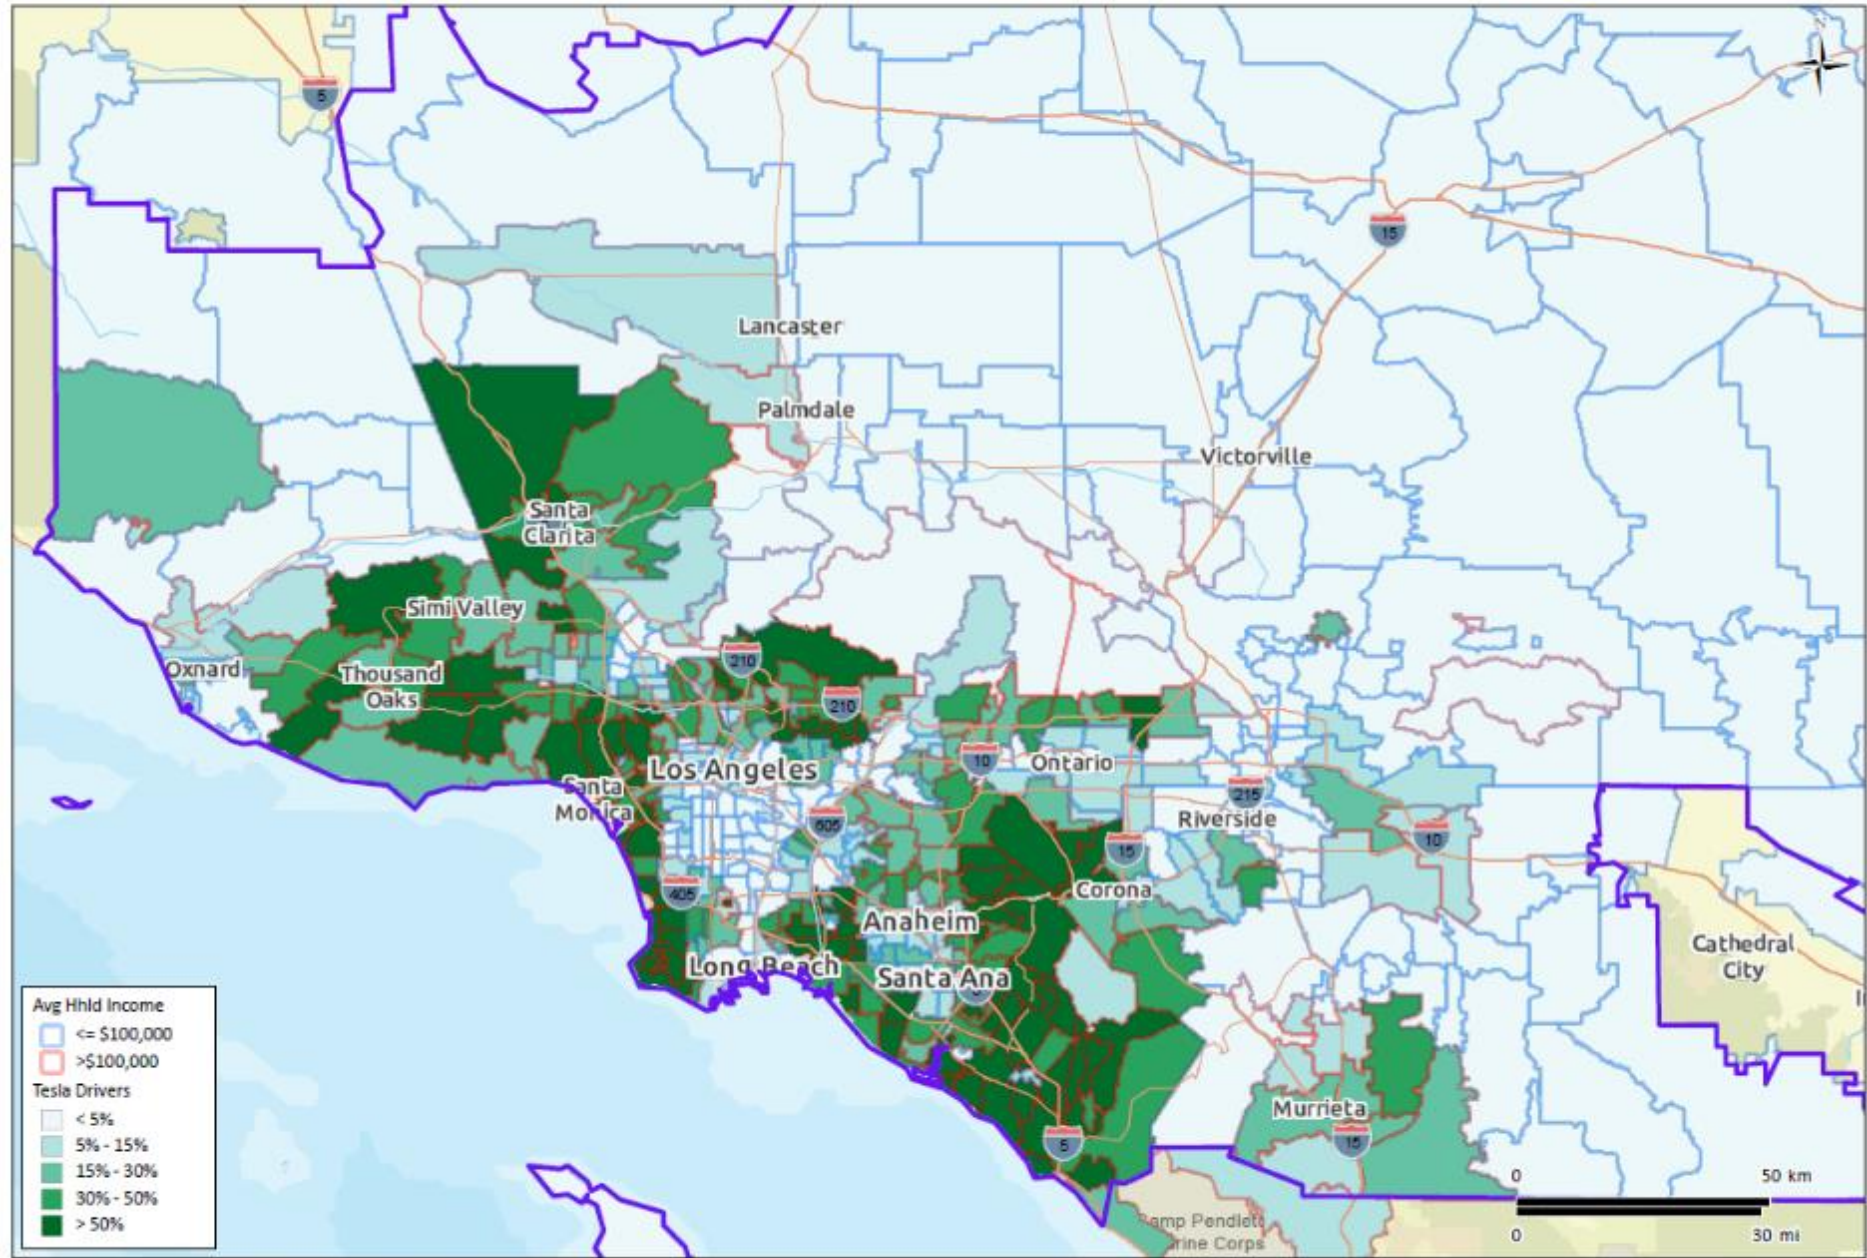 5
15
Lancaster
Palmdale
Victorville
Santa
Clarita
Simi Valley
Oxnard
Thousand
Oaks
210
210
Los Angeles
10
Ontario
Santa
Monica
215
Riverside
605
10
15
405
Corona
Anaheim
Cathedral
City
Long Beach
Santa Ana
Murrieta
15
5
Avg Hhld Income
<= $100,000
>$100,000
Tesla Drivers
< 5%
5% - 15%
15% - 30%
30% - 50%
> 50%
0 50 km
0 30 mi